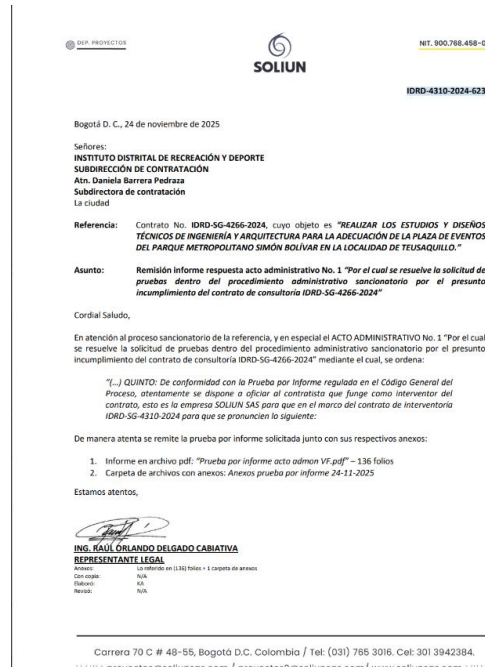 DEP. PROYECTOS
SOLIUN
NIT. 900.768.458-0
IDRD-4310-2024-623
Bogotá D. C., 24 de noviembre de 2025
Señores:
INSTITUTO DISTRITAL DE RECREACIÓN Y DEPORTE
SUBDIRECCIÓN DE CONTRATACIÓN
Atn. Daniela Barrera Pedraza
Subdirectora de contratación
La ciudad
Referencia: Contrato No. IDRD-SG-4266-2024, cuyo objeto es "REALIZAR LOS ESTUDIOS Y DISEÑOS
TÉCNICOS DE INGENIERÍA Y ARQUITECTURA PARA LA ADECUACIÓN DE LA PLAZA DE EVENTOS
DEL PARQUE METROPOLITANO SIMÓN BOLÍVAR EN LA LOCALIDAD DE TEUSAQUILLO."
Asunto: Remisión informe respuesta acto administrativo No. 1 "Por el cual se resuelve la solicitud de
pruebas dentro del procedimiento administrativo sancionatorio por el presunto
incumplimiento del contrato de consultoría IDRD-SG-4266-2024"
Cordial Saludo,
En atención al proceso sancionatorio de la referencia, y en especial el ACTO ADMINISTRATIVO No. 1 "Por el cual
se resuelve la solicitud de pruebas dentro del procedimiento administrativo sancionatorio por el presunto
incumplimiento del contrato de consultoría IDRD-SG-4266-2024" mediante el cual, se ordena:
"(...) QUINTO: De conformidad con la Prueba por Informe regulada en el Código General del
Proceso, atentamente se dispone a oficiar al contratista que funge como interventor del
contrato, esto es la empresa SOLIUN SAS para que en el marco del contrato de interventoría
IDRD-SG-4310-2024 para que se pronuncien lo siguiente:
De manera atenta se remite la prueba por informe solicitada junto con sus respectivos anexos:
1. Informe en archivo pdf: "Prueba por informe acto admon VF.pdf" – 136 folios
2. Carpeta de archivos con anexos: Anexos prueba por informe 24-11-2025
Estamos atentos,
ING. RAÚL ORLANDO DELGADO CABIATIVA
REPRESENTANTE LEGAL
Anexos: Lo referido en (136) folios + 1 carpeta de anexos
Con copia: N/A
Elaboró: KA
Revisó: N/A
Carrera 70 C # 48-55, Bogotá D.C. Colombia / Tel: (031) 765 3016. Cel: 301 3942384.